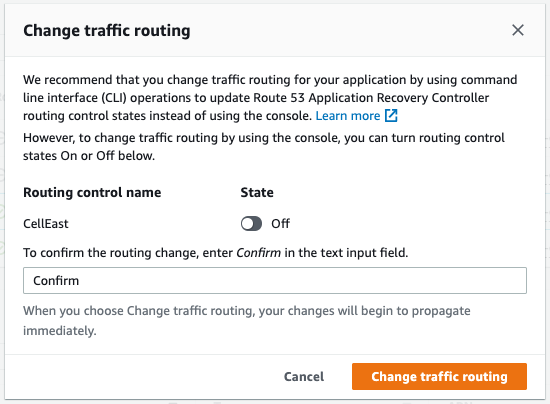 Change traffic routing
We recommend that you change traffic routing for your application by using command
line interface (CLI) operations to update Route 53 Application Recovery Controller
routing control states instead of using the console. Learn more
However, to change traffic routing by using the console, you can turn routing control
states On or Off below.
Routing control name State
CellEast Off
To confirm the routing change, enter Confirm in the text input field.
Confirm
When you choose Change traffic routing, your changes will begin to propagate
immediately.
Cancel Change traffic routing